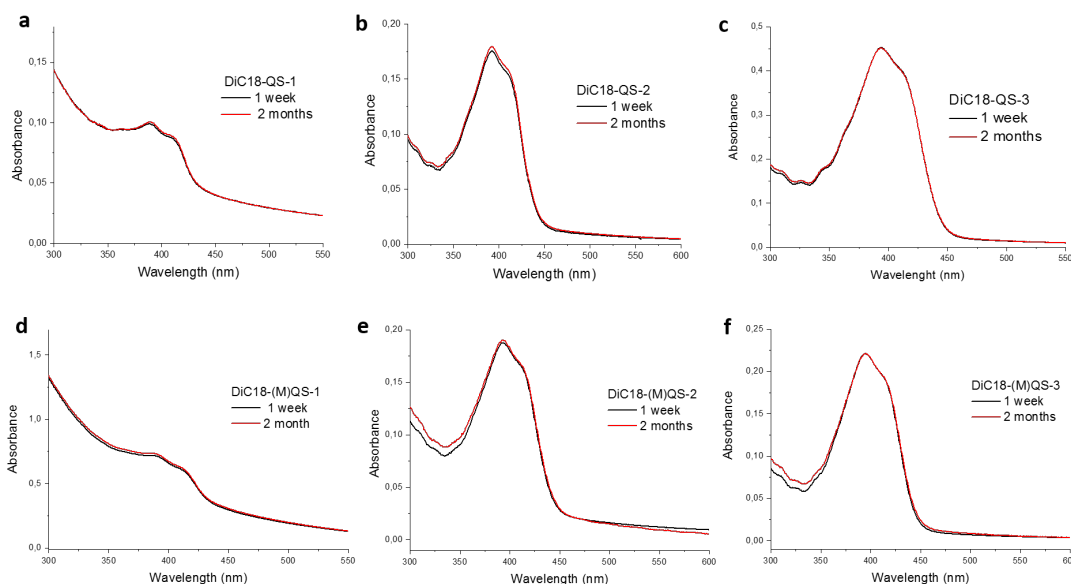 a
0,15
0,10
0,05
0,00
300
350
400
450
500
550
Absorbance
Wavelength (nm)
DiC18-QS-1
1 week
2 months
b
0,20
0,15
0,10
0,05
0,00
300
350
400
450
500
550
600
Absorbance
Wavelength (nm)
DiC18-QS-2
1 week
2 months
c
0,5
0,4
0,3
0,2
0,1
0,0
300
350
400
450
500
550
Absorbance
Wavelenght (nm)
DiC18-QS-3
1 week
2 months
d
1,5
1,0
0,5
0,0
300
350
400
450
500
550
Absorbance
Wavelength (nm)
DiC18-(M)QS-1
1 week
2 month
e
0,20
0,15
0,10
0,05
0,00
300
350
400
450
500
550
600
Absorbance
Wavelength (nm)
DiC18-(M)QS-2
1 week
2 months
f
0,25
0,20
0,15
0,10
0,05
0,00
300
350
400
450
500
550
600
Absorbance
Wavelength (nm)
DiC18-(M)QS-3
1 week
2 months